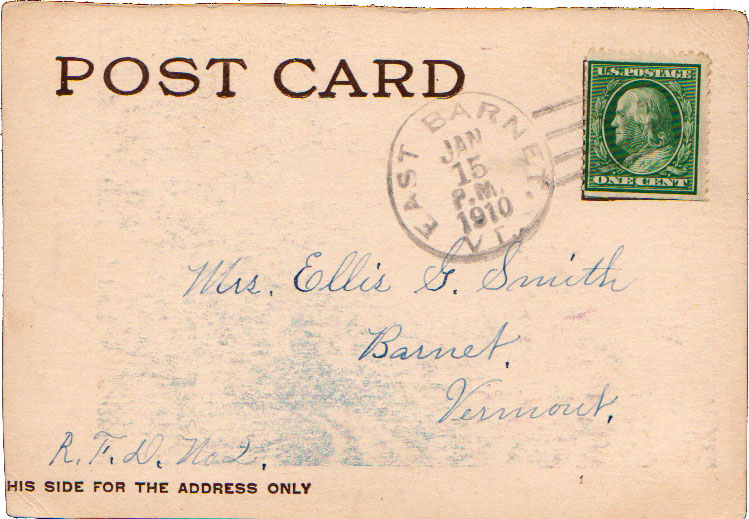 POST CARD
U.S. POSTAGE
ONE CENT
EAST BARNET, VT.
JAN
15
P.M.
1910
Mrs. Ellis G. Smith
Barnet,
Vermont.
R. F. D. No 2.
HIS SIDE FOR THE ADDRESS ONLY